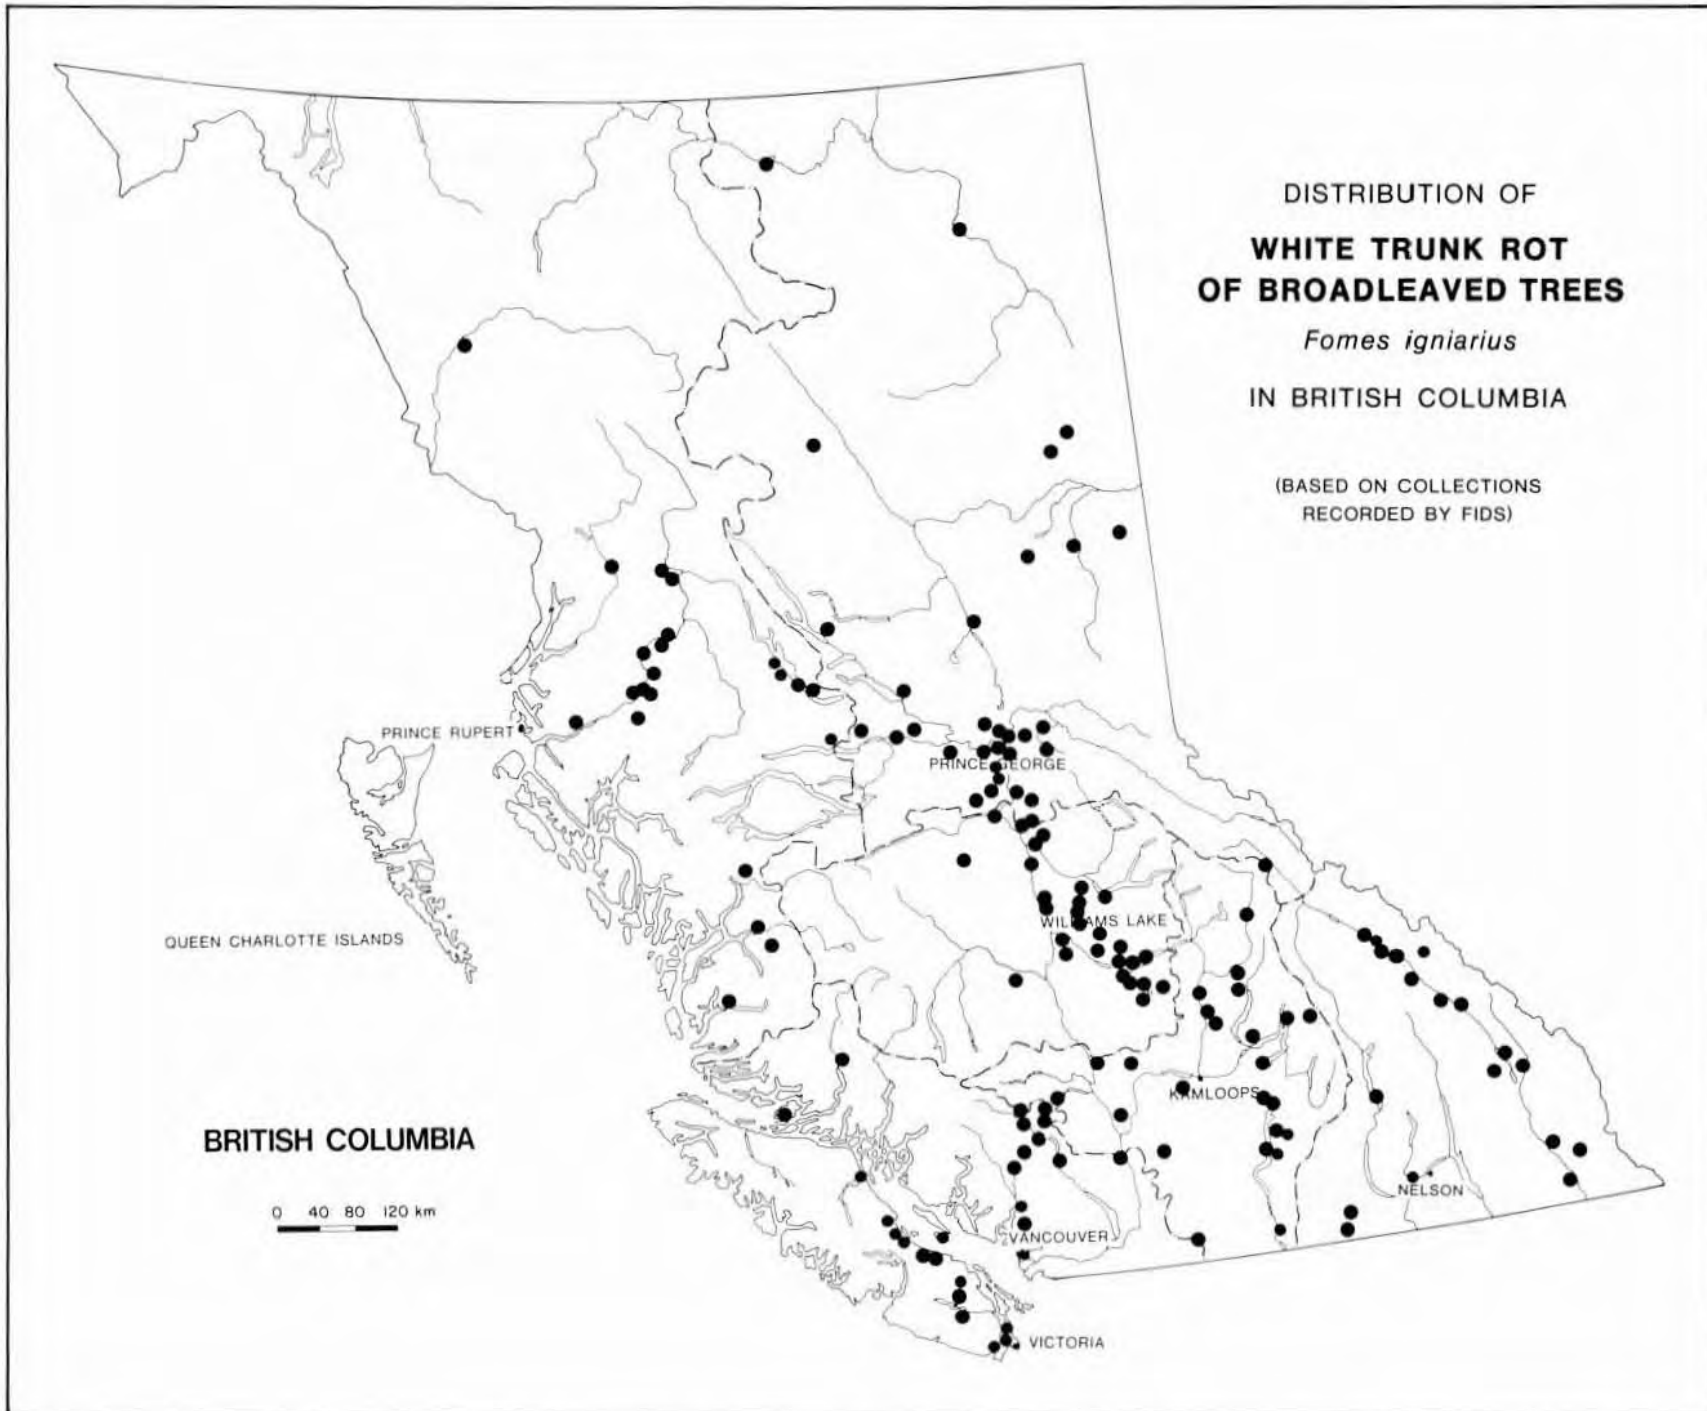 DISTRIBUTION OF
WHITE TRUNK ROT
OF BROADLEAVED TREES
Fomes igniarius
IN BRITISH COLUMBIA
(BASED ON COLLECTIONS
RECORDED BY FIDS)
PRINCE RUPERT
PRINCE GEORGE
WILLIAMS LAKE
QUEEN CHARLOTTE ISLANDS
KAMLOOPS
BRITISH COLUMBIA
NELSON
0 40 80 120 km
VANCOUVER
VICTORIA